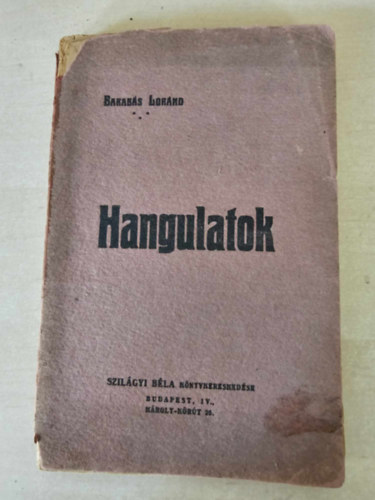 Barabás Loránd
Hangulatok
SZILÁGYI BÉLA KÖNYVKERESKEDÉSE
BUDAPEST, IV.,
KÁROLY-KÖRÚT 26.